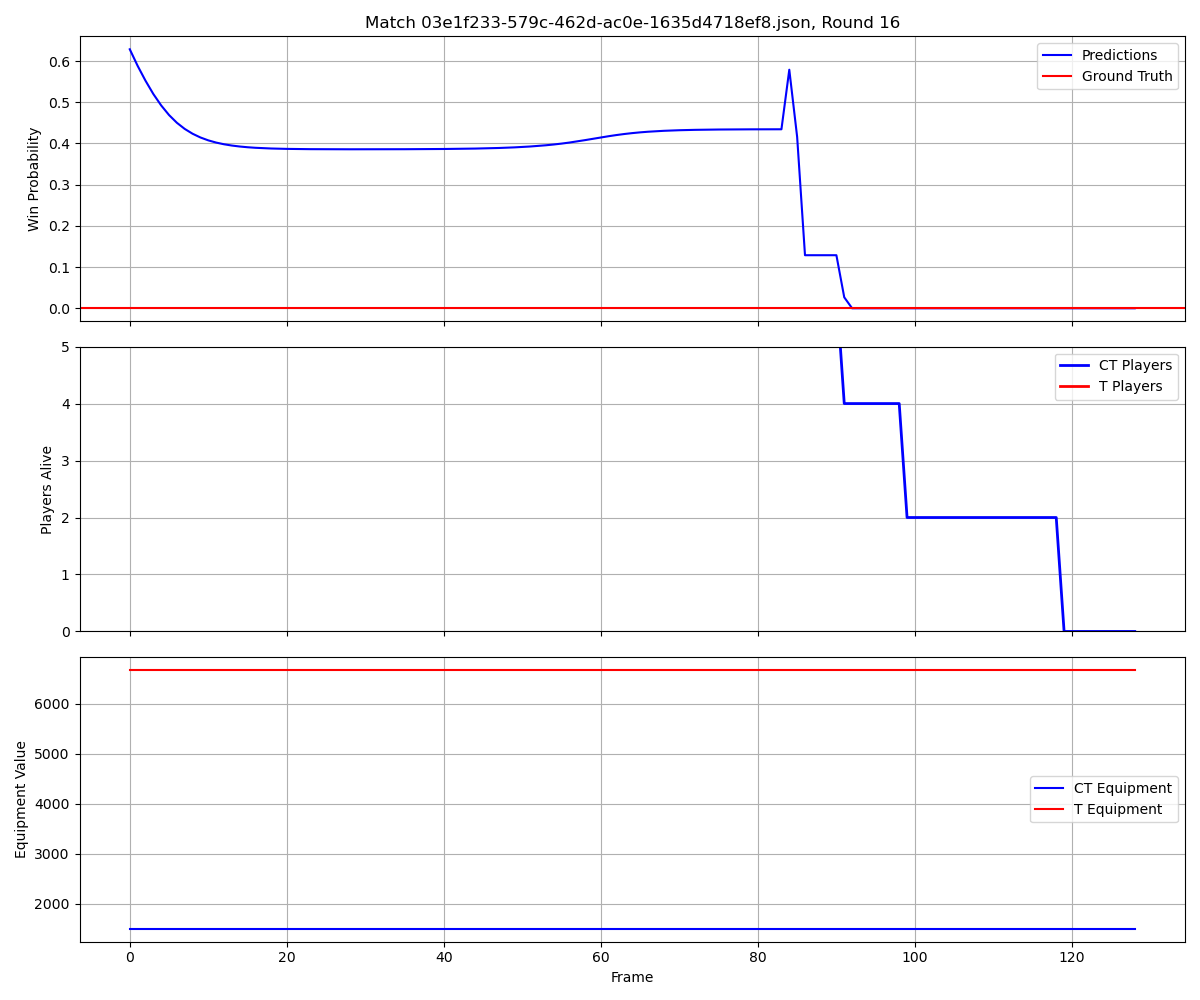 Match 03e1f233-579c-462d-ac0e-1635d4718ef8.json, Round 16
Win Probability
0.6
0.5
0.4
0.3
0.2
0.1
0.0
Predictions
Ground Truth
Players Alive
5
4
3
2
1
0
CT Players
T Players
Equipment Value
6000
5000
4000
3000
2000
CT Equipment
T Equipment
0 20 40 60 80 100 120
Frame